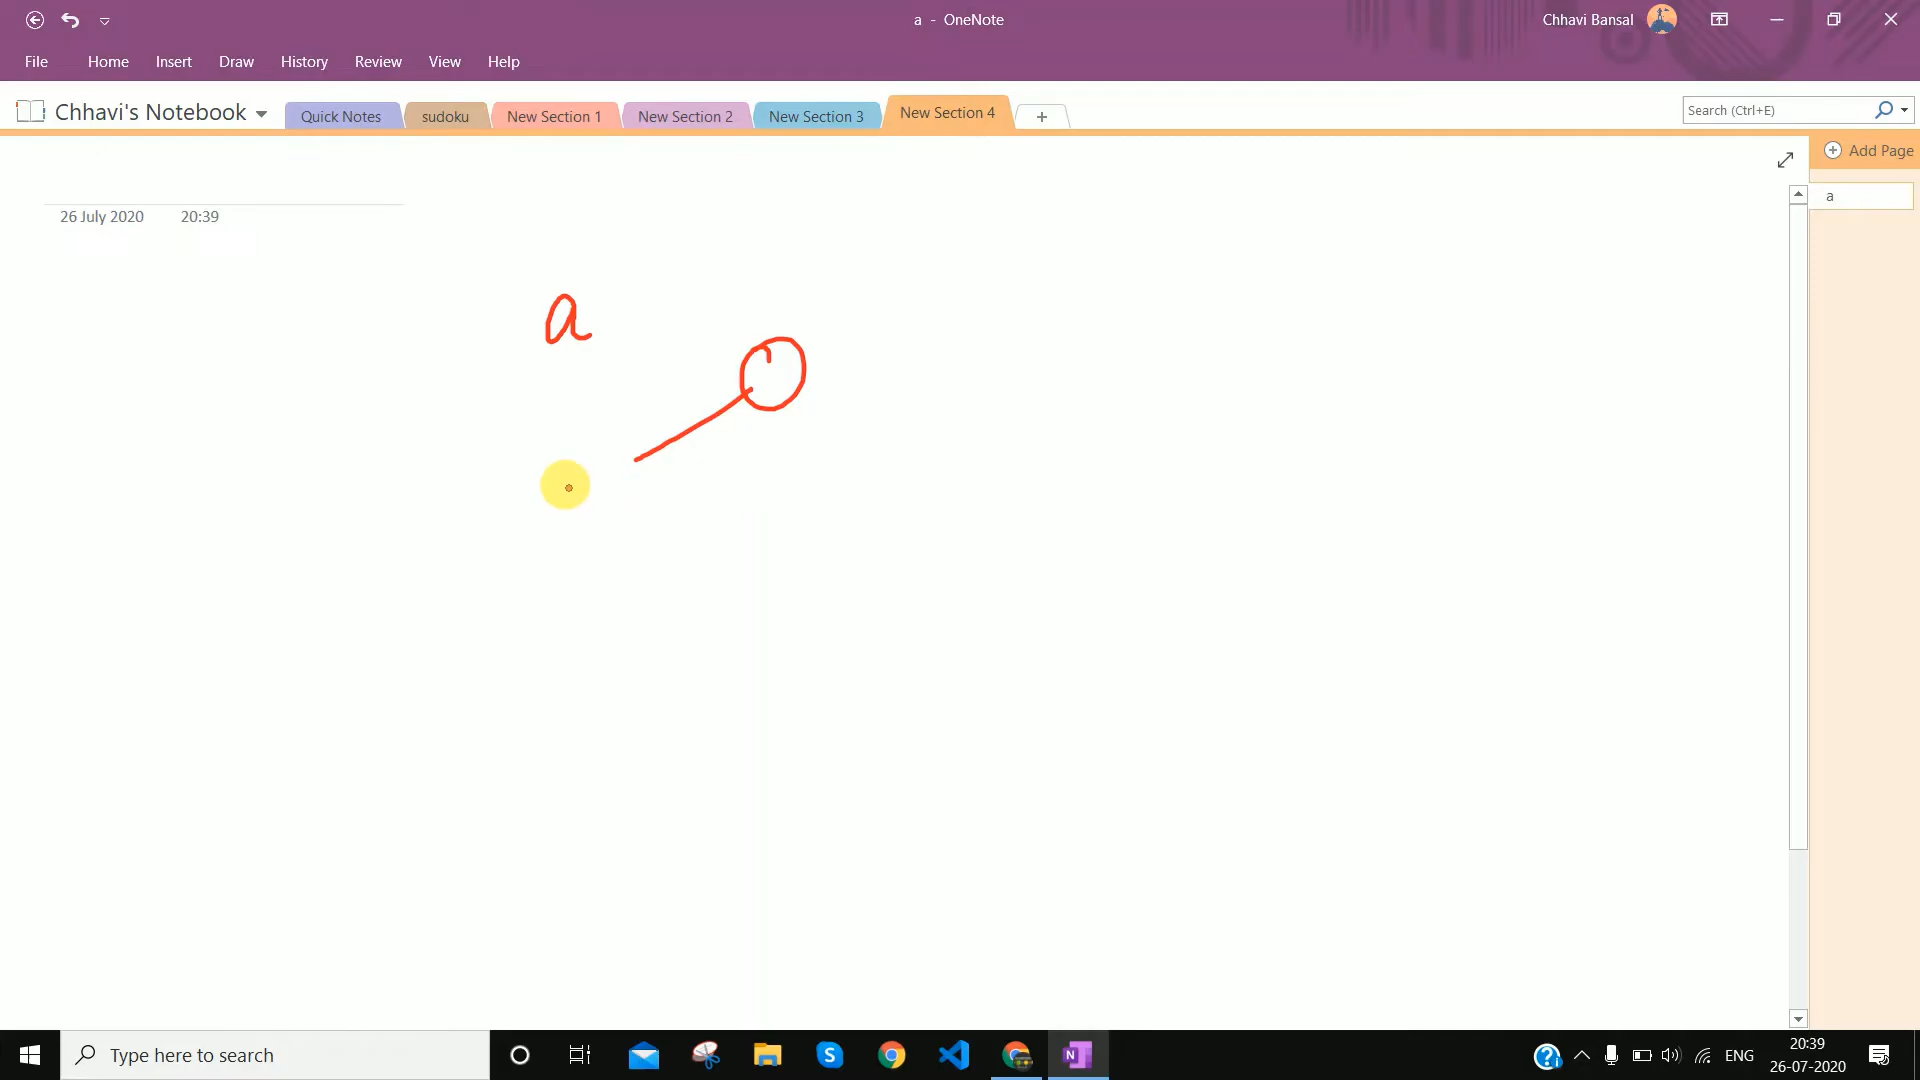 a - OneNote
Chhavi Bansal
File Home Insert Draw History Review View Help
Chhavi's Notebook Quick Notes sudoku New Section 1 New Section 2 New Section 3 New Section 4 +
Search (Ctrl+E)
Add Page
a
26 July 2020 20:39
a
Type here to search
ENG
20:39
26-07-2020